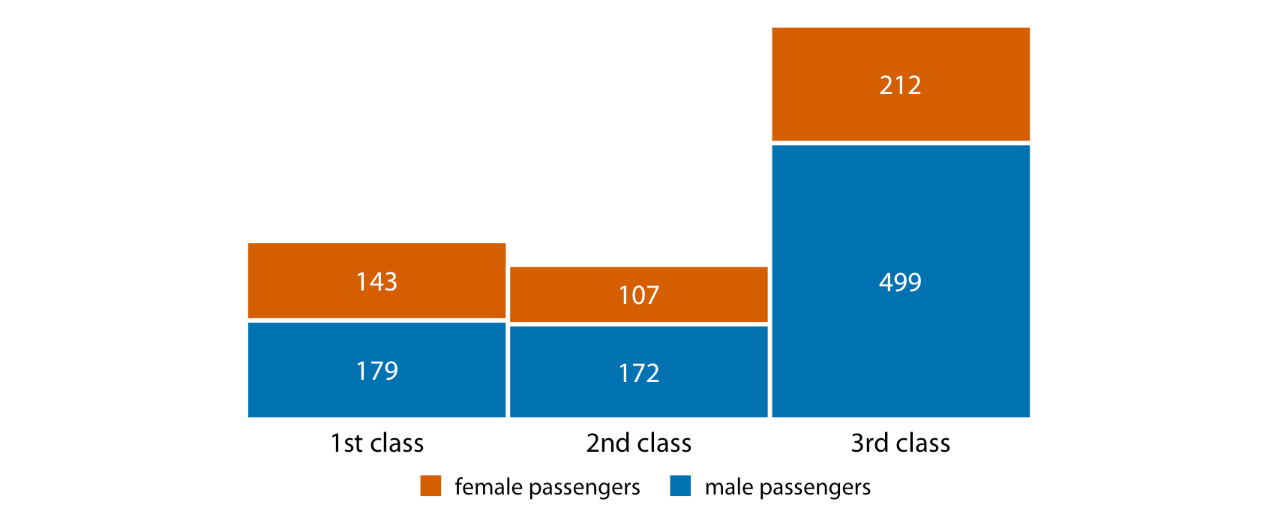 212
499
143
107
179
172
1st class
2nd class
3rd class
female passengers
male passengers